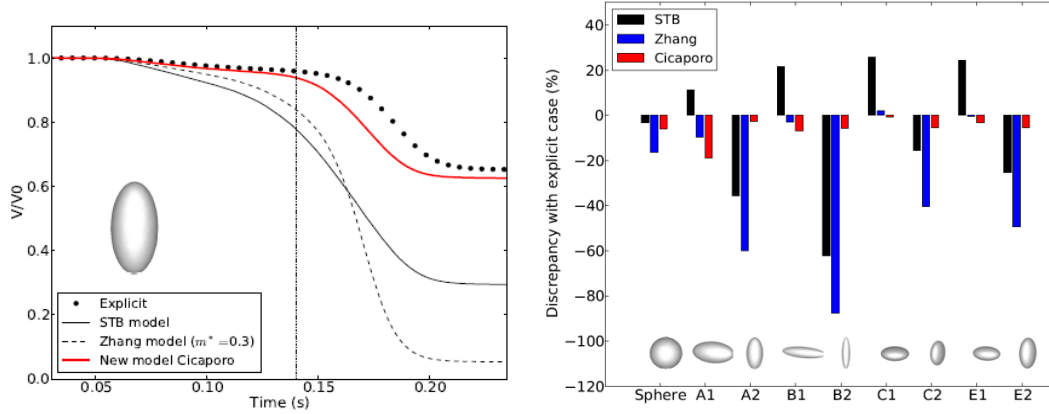 V/V0
1.0
0.8
0.6
0.4
0.2
0.0
0.05
0.10
0.15
0.20
Time (s)
Explicit
STB model
Zhang model (m* =0.3)
New model Cicaporo
Discrepancy with explicit case (%)
40
20
0
−20
−40
−60
−80
−100
−120
STB
Zhang
Cicaporo
Sphere A1 A2 B1 B2 C1 C2 E1 E2